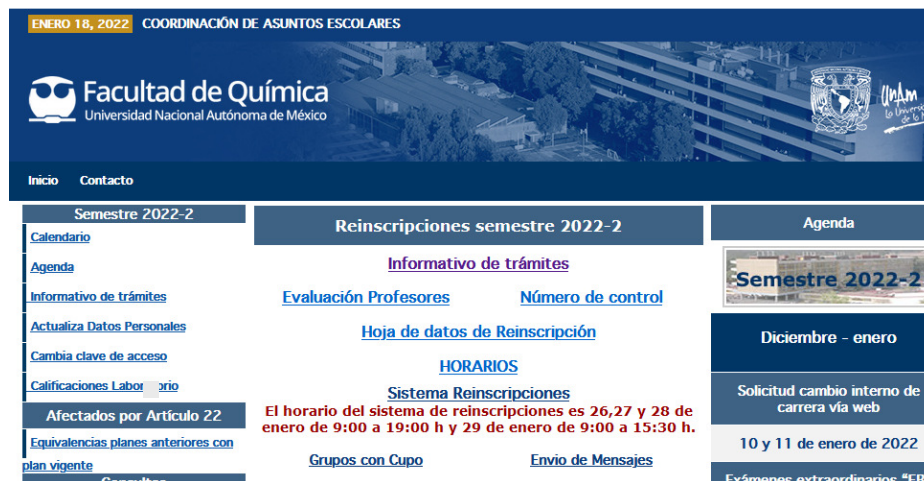 ENERO 18, 2022 COORDINACIÓN DE ASUNTOS ESCOLARES
Facultad de Química
Universidad Nacional Autónoma de México
UNAM
Inicio Contacto
Semestre 2022-2
Calendario
Agenda
Informativo de trámites
Actualiza Datos Personales
Cambia clave de acceso
Calificaciones
Afectados por Artículo 22
Equivalencias planes anteriores con
plan vigente
Consultas
Reinscripciones semestre 2022-2
Informativo de trámites
Evaluación Profesores Número de control
Hoja de datos de Reinscripción
HORARIOS
Sistema Reinscripciones
El horario del sistema de reinscripciones es 26,27 y 28 de
enero de 9:00 a 19:00 h y 29 de enero de 9:00 a 15:30 h.
Grupos con Cupo Envio de Mensajes
Agenda
Semestre 2022-2
Diciembre - enero
Solicitud cambio interno de
carrera vía web
10 y 11 de enero de 2022
Exámenes extraordinarios